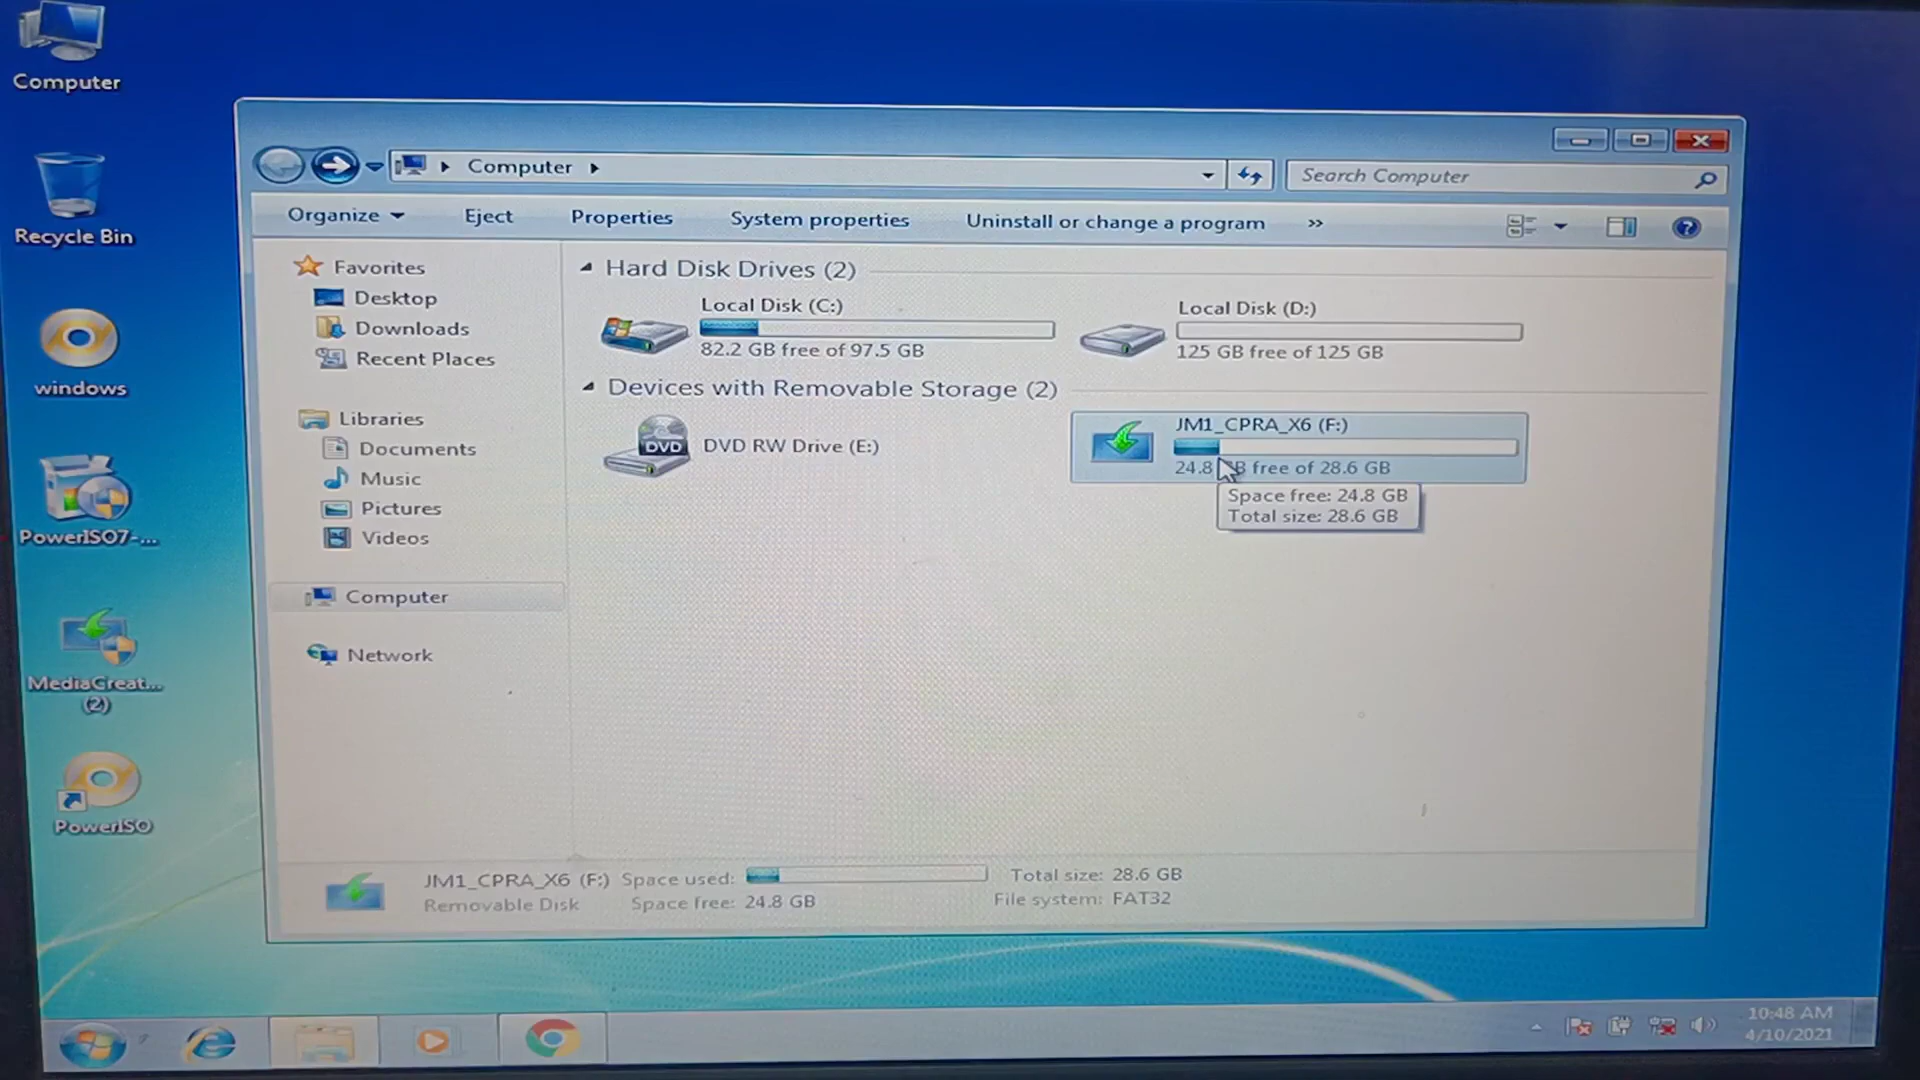 Computer
Recycle Bin
windows
PowerISO7-...
MediaCreat...
(2)
PowerISO
Computer
Search Computer
Organize
Eject
Properties
System properties
Uninstall or change a program
»
Favorites
Desktop
Downloads
Recent Places
Libraries
Documents
Music
Pictures
Videos
Computer
Network
Hard Disk Drives (2)
Local Disk (C:)
82.2 GB free of 97.5 GB
Local Disk (D:)
125 GB free of 125 GB
Devices with Removable Storage (2)
DVD
DVD RW Drive (E:)
JM1_CPRA_X6 (F:)
24.8 GB free of 28.6 GB
Space free: 24.8 GB
Total size: 28.6 GB
JM1_CPRA_X6 (F:) Space used:
Total size: 28.6 GB
Removable Disk
Space free: 24.8 GB
File system: FAT32
10:48 AM
4/10/2021